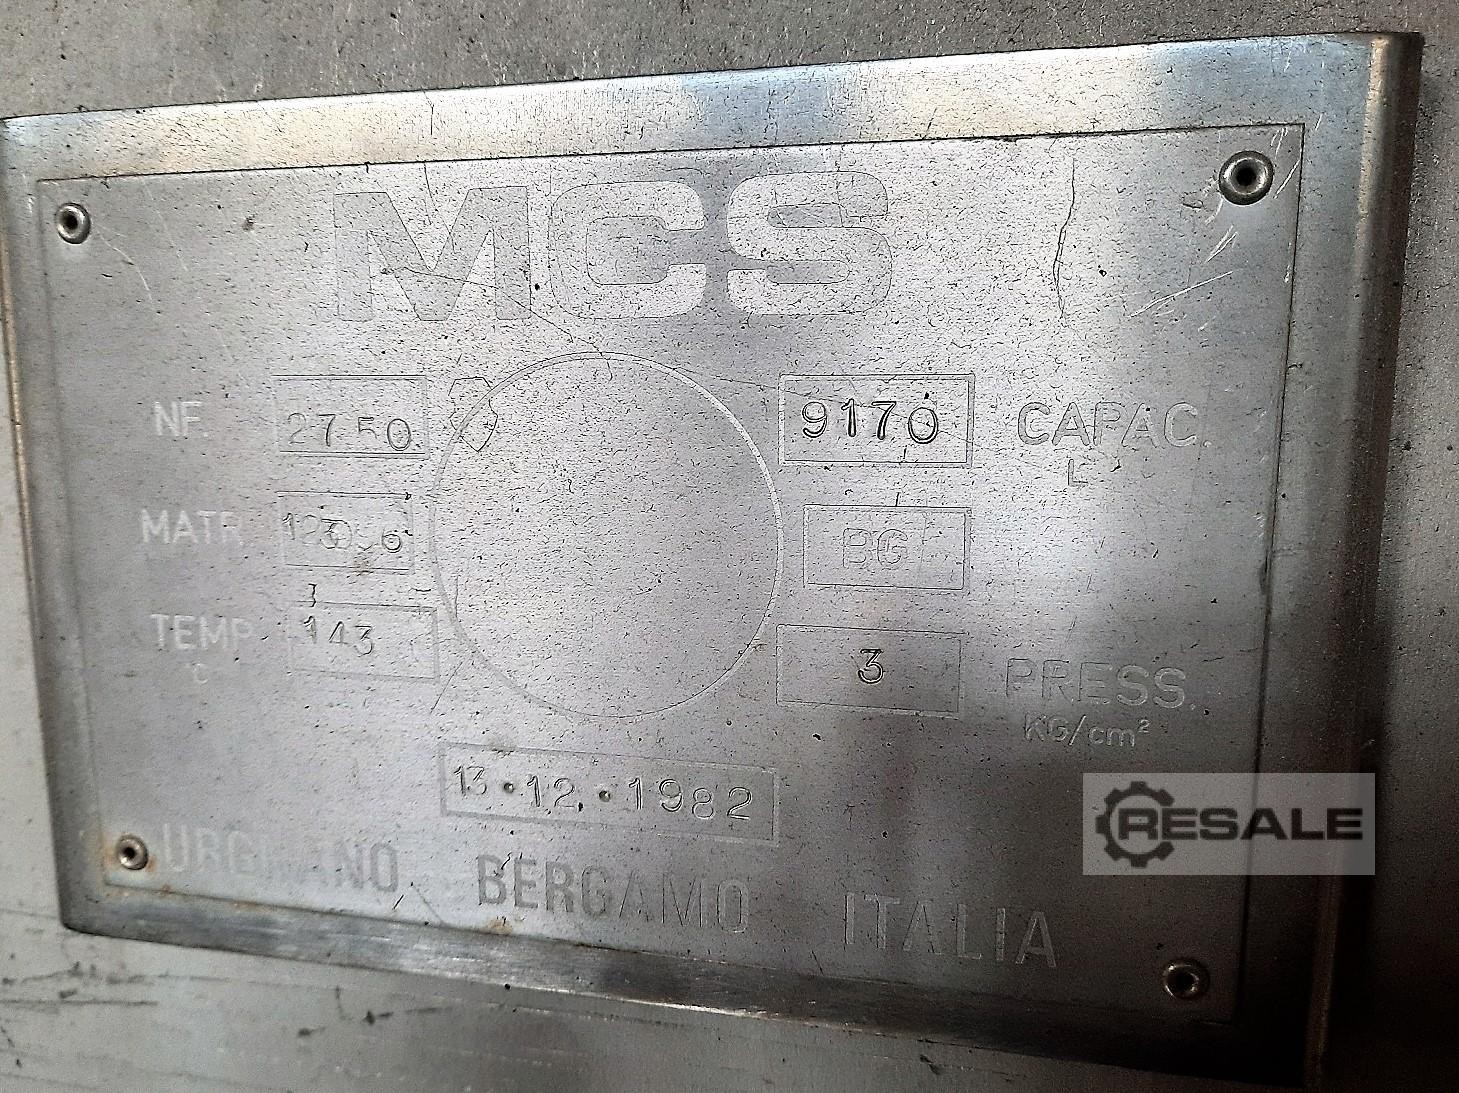 MCS
NF. 2750 9170 CAPAC. L
MATR. BG
TEMP °C 143 3 PRESS. KG/cm²
13.12.1982
URGNANO BERGAMO ITALIA
RESALE